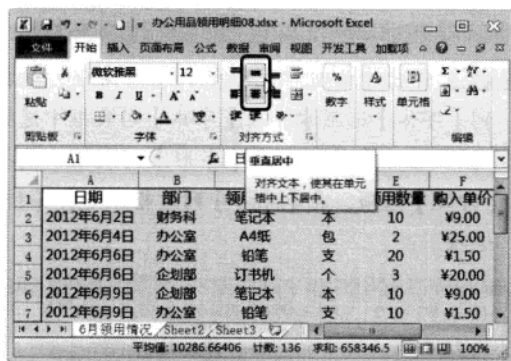 办公用品领用明细08.xlsx - Microsoft Excel
文件 开始 插入 页面布局 公式 数据 审阅 视图 开发工具 加载项
微软雅黑 12
粘贴 B I U A A 数字 样式 单元格
剪贴板 字体 对齐方式 编辑
A1 fx 日
垂直居中
对齐文本，使其在单元格中上下居中。
A B E F
1 日期 部门 领用数量 购入单价
2 2012年6月2日 财务科 笔记本 本 10 ¥9.00
3 2012年6月4日 办公室 A4纸 包 2 ¥25.00
4 2012年6月6日 办公室 铅笔 支 20 ¥1.50
5 2012年6月6日 企划部 订书机 个 3 ¥20.00
6 2012年6月9日 企划部 笔记本 本 10 ¥9.00
7 2012年6月9日 办公室 铅笔 支 10 ¥1.50
6月领用情况 Sheet2 Sheet3
平均值: 10286.66406 计数: 136 求和: 658346.5 100%